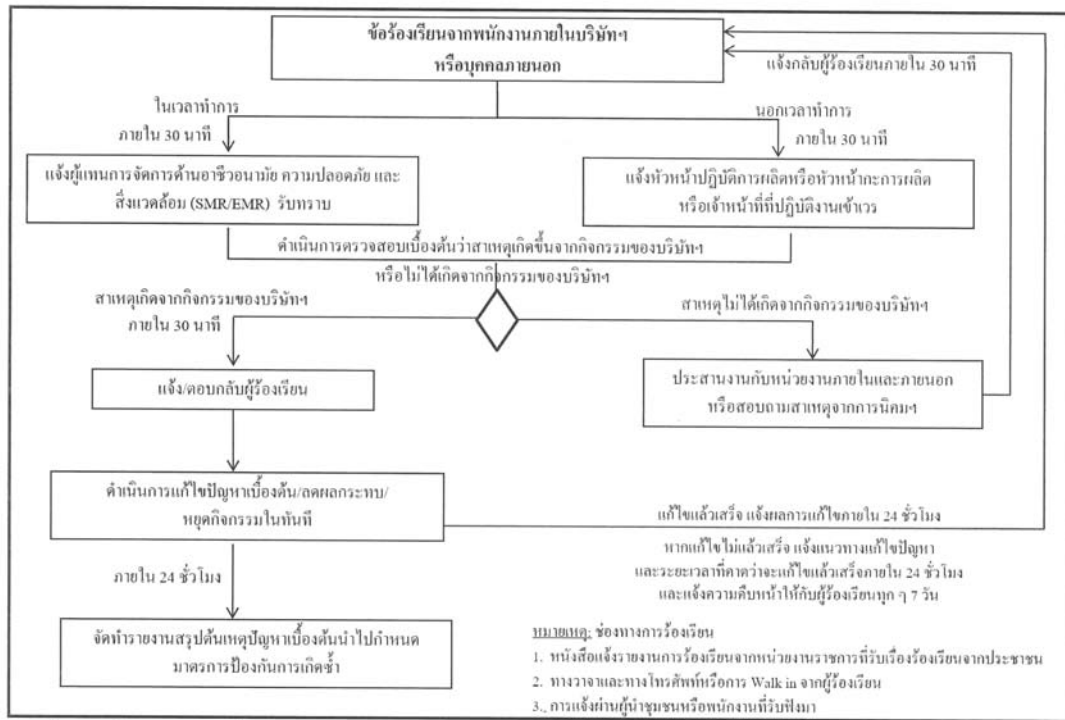 ข้อร้องเรียนจากพนักงานภายในบริษัทฯ
หรือบุคคลภายนอก
แจ้งกลับผู้ร้องเรียนภายใน 30 นาที
ในเวลาทำการ
ภายใน 30 นาที
นอกเวลาทำการ
ภายใน 30 นาที
แจ้งผู้แทนการจัดการด้านอาชีวอนามัย ความปลอดภัย และ
สิ่งแวดล้อม (SMR/EMR) รับทราบ
แจ้งหัวหน้าปฏิบัติการผลิตหรือหัวหน้ากะการผลิต
หรือเจ้าหน้าที่ที่ปฏิบัติงานเข้าเวร
ดำเนินการตรวจสอบเบื้องต้นว่าสาเหตุเกิดขึ้นจากกิจกรรมของบริษัทฯ
หรือไม่ได้เกิดจากกิจกรรมของบริษัทฯ
สาเหตุเกิดจากกิจกรรมของบริษัทฯ
ภายใน 30 นาที
สาเหตุไม่ได้เกิดจากกิจกรรมของบริษัทฯ
แจ้ง/ตอบกลับผู้ร้องเรียน
ประสานงานกับหน่วยงานภายในและภายนอก
หรือสอบถามสาเหตุจากการนิคมฯ
ดำเนินการแก้ไขปัญหาเบื้องต้น/ลดผลกระทบ/
หยุดกิจกรรมในทันที
แก้ไขแล้วเสร็จ แจ้งผลการแก้ไขภายใน 24 ชั่วโมง
หากแก้ไขไม่แล้วเสร็จ แจ้งแนวทางแก้ไขปัญหา
และระยะเวลาที่คาดว่าจะแก้ไขแล้วเสร็จภายใน 24 ชั่วโมง
และแจ้งความคืบหน้าให้กับผู้ร้องเรียนทุก ๆ 7 วัน
ภายใน 24 ชั่วโมง
จัดทำรายงานสรุปต้นเหตุปัญหาเบื้องต้นนำไปกำหนด
มาตรการป้องกันการเกิดซ้ำ
หมายเหตุ: ช่องทางการร้องเรียน
1. หนังสือแจ้งรายงานการร้องเรียนจากหน่วยงานราชการที่รับเรื่องร้องเรียนจากประชาชน
2. ทางวาจาและทางโทรศัพท์หรือการ Walk in จากผู้ร้องเรียน
3. การแจ้งผ่านผู้นำชุมชนหรือพนักงานที่รับฟังมา